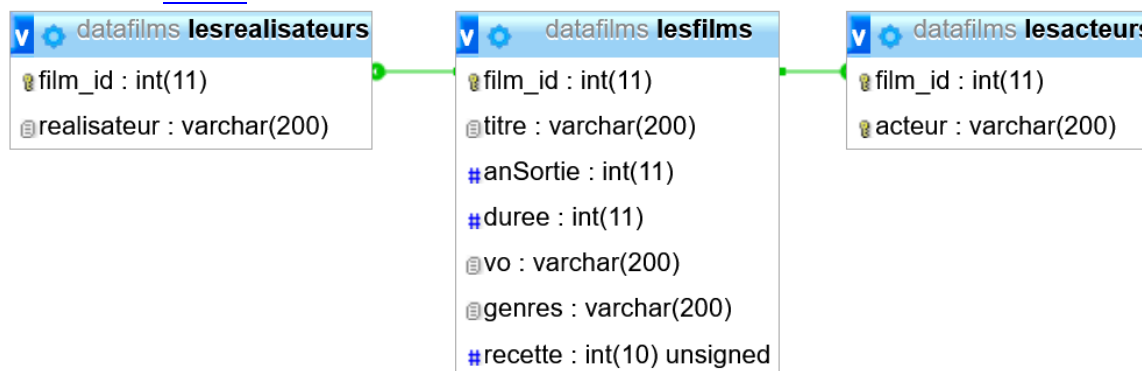 v datafilms lesrealisateurs
film_id : int(11)
realisateur : varchar(200)
v datafilms lesfilms
film_id : int(11)
titre : varchar(200)
# anSortie : int(11)
# duree : int(11)
vo : varchar(200)
genres : varchar(200)
# recette : int(10) unsigned
v datafilms lesacteurs
film_id : int(11)
acteur : varchar(200)